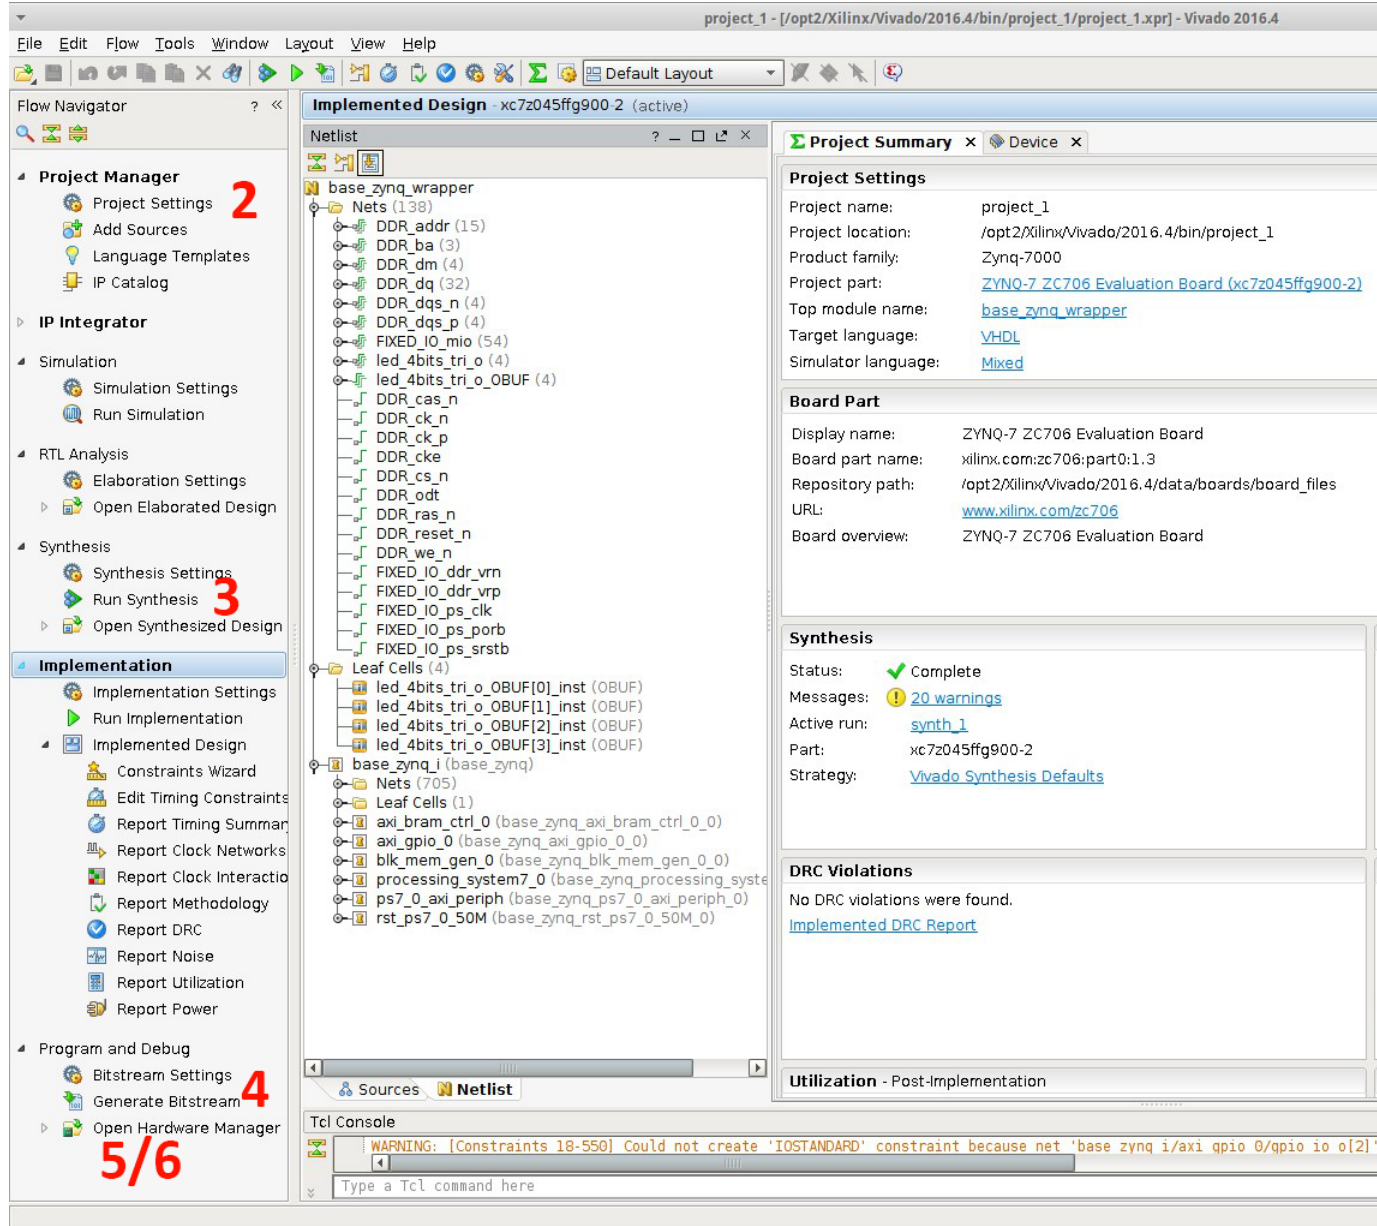 project_1 - [/opt2/Xilinx/Vivado/2016.4/bin/project_1/project_1.xpr] - Vivado 2016.4
File Edit Flow Tools Window Layout View Help
Default Layout
Flow Navigator ? «
Project Manager
2
Project Settings
Add Sources
Language Templates
IP Catalog
IP Integrator
Simulation
Simulation Settings
Run Simulation
RTL Analysis
Elaboration Settings
Open Elaborated Design
Synthesis
Synthesis Settings
Run Synthesis
3
Open Synthesized Design
Implementation
Implementation Settings
Run Implementation
Implemented Design
Constraints Wizard
Edit Timing Constraints
Report Timing Summar
Report Clock Networks
Report Clock Interactio
Report Methodology
Report DRC
Report Noise
Report Utilization
Report Power
Program and Debug
Bitstream Settings
Generate Bitstream
4
Open Hardware Manager
5/6
Implemented Design - xc7z045ffg900-2 (active)
Netlist
base_zynq_wrapper
Nets (138)
DDR_addr (15)
DDR_ba (3)
DDR_dm (4)
DDR_dq (32)
DDR_dqs_n (4)
DDR_dqs_p (4)
FIXED_IO_mio (54)
led_4bits_tri_o (4)
led_4bits_tri_o_OBUF (4)
DDR_cas_n
DDR_ck_n
DDR_ck_p
DDR_cke
DDR_cs_n
DDR_odt
DDR_ras_n
DDR_reset_n
DDR_we_n
FIXED_IO_ddr_vrn
FIXED_IO_ddr_vrp
FIXED_IO_ps_clk
FIXED_IO_ps_porb
FIXED_IO_ps_srstb
Leaf Cells (4)
led_4bits_tri_o_OBUF[0]_inst (OBUF)
led_4bits_tri_o_OBUF[1]_inst (OBUF)
led_4bits_tri_o_OBUF[2]_inst (OBUF)
led_4bits_tri_o_OBUF[3]_inst (OBUF)
base_zynq_i (base_zynq)
Nets (705)
Leaf Cells (1)
axi_bram_ctrl_0 (base_zynq_axi_bram_ctrl_0_0)
axi_gpio_0 (base_zynq_axi_gpio_0_0)
blk_mem_gen_0 (base_zynq_blk_mem_gen_0_0)
processing_system7_0 (base_zynq_processing_syste
ps7_0_axi_periph (base_zynq_ps7_0_axi_periph_0)
rst_ps7_0_50M (base_zynq_rst_ps7_0_50M_0)
Sources Netlist
Project Summary Device
Project Settings
Project name: project_1
Project location: /opt2/Xilinx/Vivado/2016.4/bin/project_1
Product family: Zynq-7000
Project part: ZYNQ-7 ZC706 Evaluation Board (xc7z045ffg900-2)
Top module name: base_zynq_wrapper
Target language: VHDL
Simulator language: Mixed
Board Part
Display name: ZYNQ-7 ZC706 Evaluation Board
Board part name: xilinx.com:zc706:part0:1.3
Repository path: /opt2/Xilinx/Vivado/2016.4/data/boards/board_files
URL: www.xilinx.com/zc706
Board overview: ZYNQ-7 ZC706 Evaluation Board
Synthesis
Status: Complete
Messages: 20 warnings
Active run: synth_1
Part: xc7z045ffg900-2
Strategy: Vivado Synthesis Defaults
DRC Violations
No DRC violations were found.
Implemented DRC Report
Utilization - Post-Implementation
Tcl Console
WARNING: [Constraints 18-550] Could not create 'IOSTANDARD' constraint because net 'base_zynq_i/axi_gpio_0/gpio_io_o[2]'
Type a Tcl command here